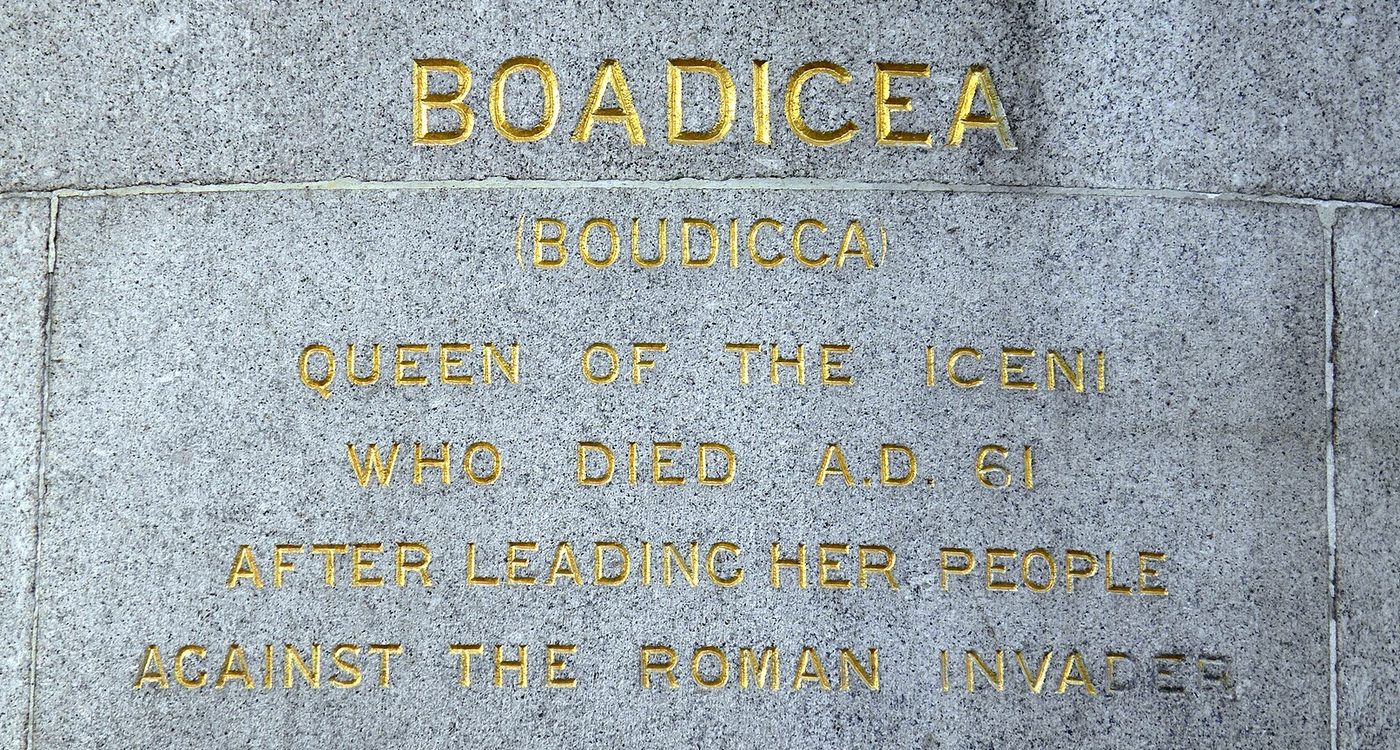 BOADICEA
(BOUDICCA)
QUEEN OF THE ICENI
WHO DIED A.D. 61
AFTER LEADING HER PEOPLE
AGAINST THE ROMAN INVADER